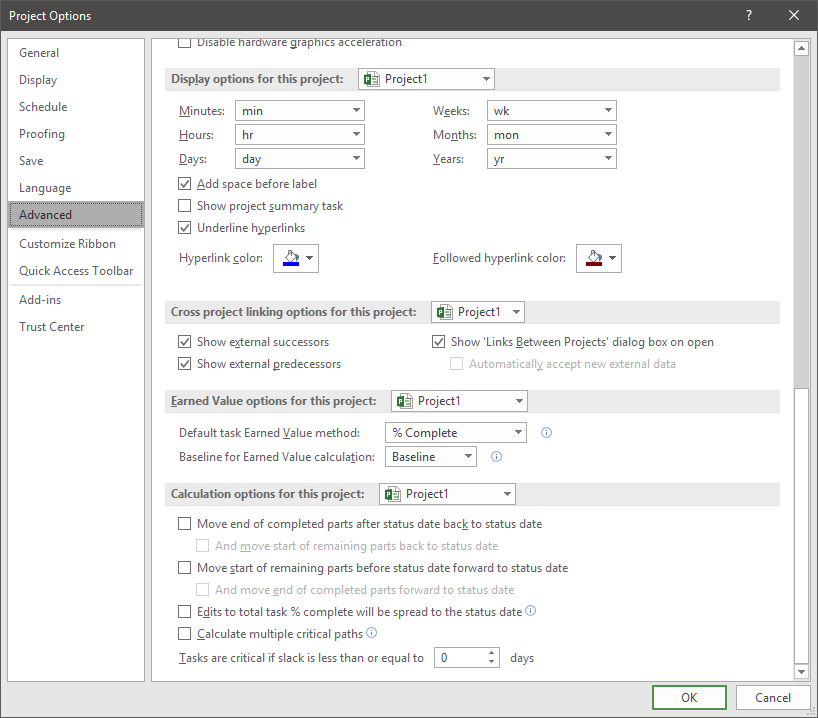 Project Options
?
General
Display
Schedule
Proofing
Save
Language
Advanced
Customize Ribbon
Quick Access Toolbar
Add-ins
Trust Center
Disable hardware graphics acceleration
Display options for this project: Project1
Minutes: min Weeks: wk
Hours: hr Months: mon
Days: day Years: yr
Add space before label
Show project summary task
Underline hyperlinks
Hyperlink color: Followed hyperlink color:
Cross project linking options for this project: Project1
Show external successors Show 'Links Between Projects' dialog box on open
Show external predecessors Automatically accept new external data
Earned Value options for this project: Project1
Default task Earned Value method: % Complete
Baseline for Earned Value calculation: Baseline
Calculation options for this project: Project1
Move end of completed parts after status date back to status date
And move start of remaining parts back to status date
Move start of remaining parts before status date forward to status date
And move end of completed parts forward to status date
Edits to total task % complete will be spread to the status date
Calculate multiple critical paths
Tasks are critical if slack is less than or equal to 0 days
OK Cancel